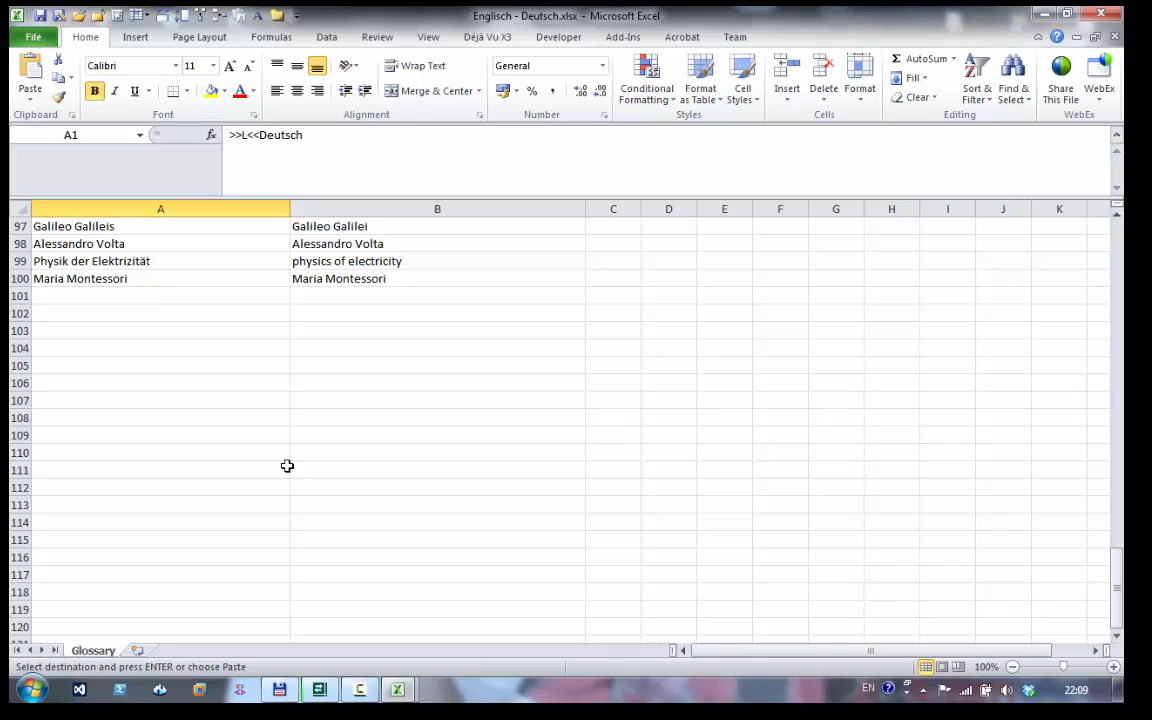 Englisch - Deutsch.xlsx - Microsoft Excel
File Home Insert Page Layout Formulas Data Review View Déjà Vu X3 Developer Add-Ins Acrobat Team
Calibri 11 Wrap Text General AutoSum
Fill
Paste Merge & Center Conditional Formatting Format as Table Cell Styles Insert Delete Format Clear Sort & Filter Find & Select Share This File WebEx
Clipboard Font Alignment Number Styles Cells Editing WebEx
A1 fx >>L<<Deutsch
A B C D E F G H I J K
97 Galileo Galileis Galileo Galilei
98 Alessandro Volta Alessandro Volta
99 Physik der Elektrizität physics of electricity
100 Maria Montessori Maria Montessori
101
102
103
104
105
106
107
108
109
110
111
112
113
114
115
116
117
118
119
120
Glossary
Select destination and press ENTER or choose Paste 100%
EN 22:09